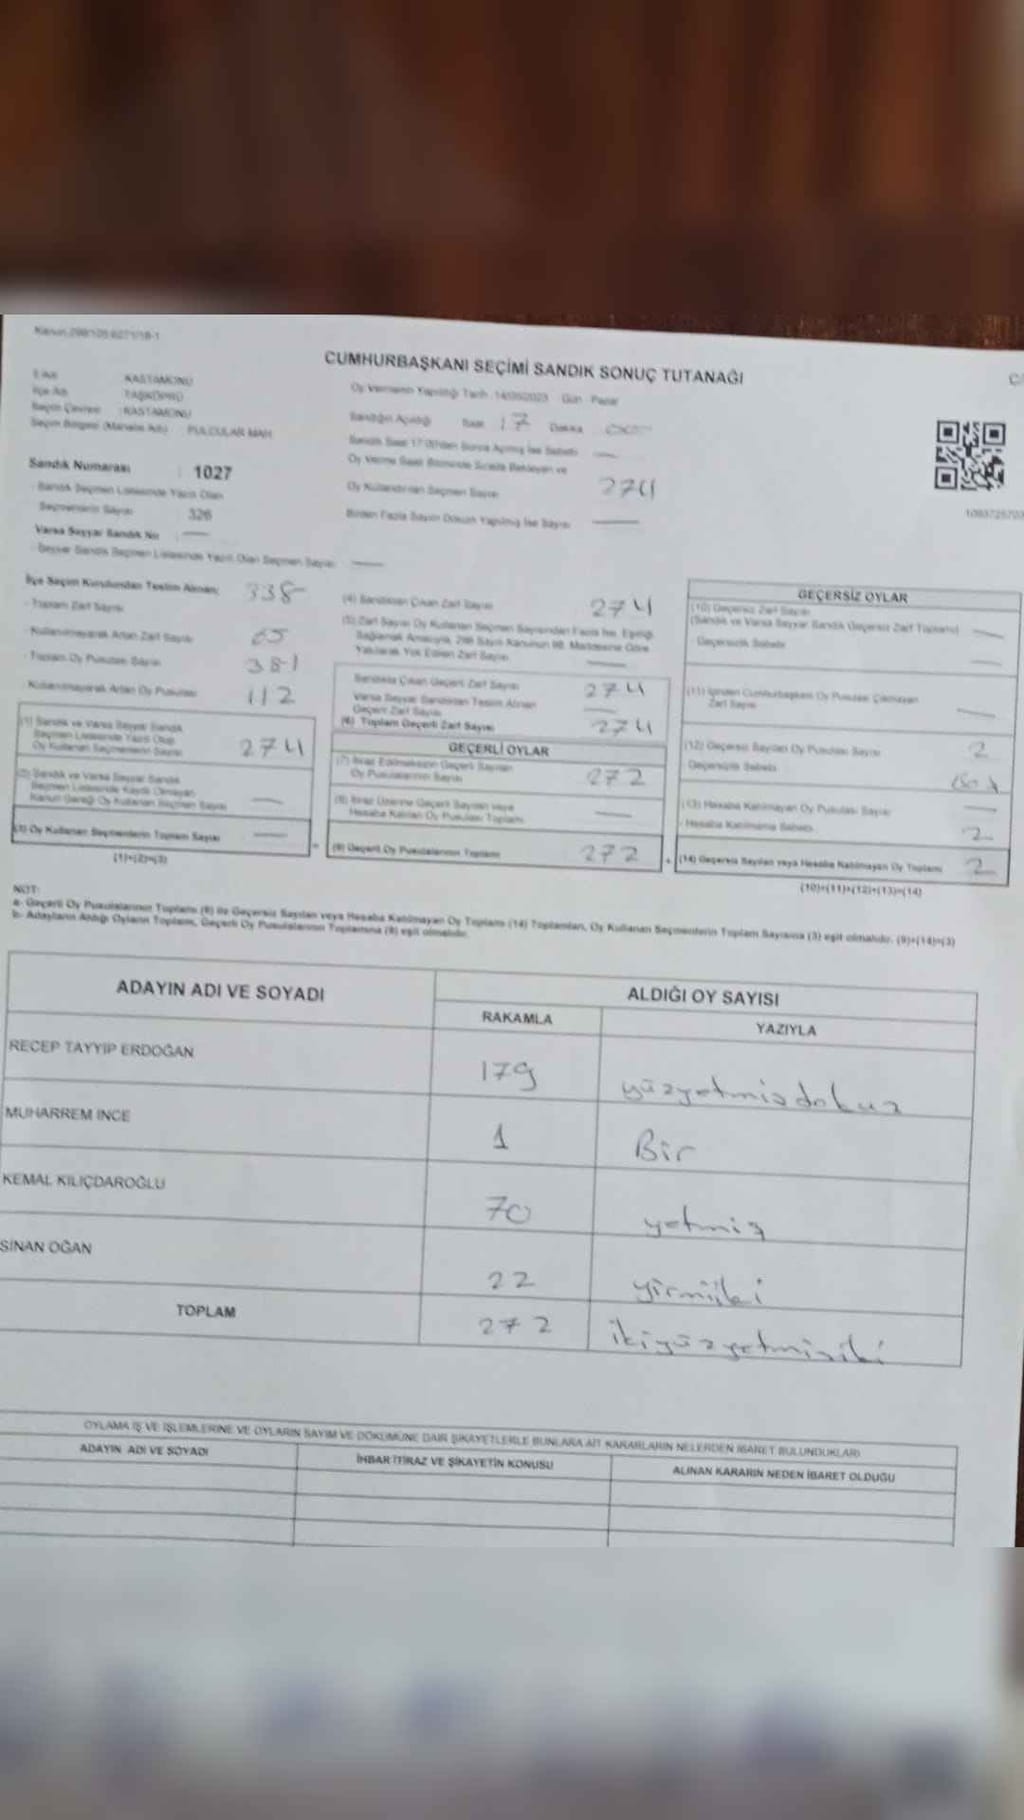 Kanun 298/105 6271/18-1
CUMHURBAŞKANI SEÇİMİ SANDIK SONUÇ TUTANAĞI
İl Adı KASTAMONU
İlçe Adı TAŞKÖPRÜ
Seçim Çevresi KASTAMONU
Seçim Bölgesi (Mahalle Adı) PULCULAR MAH.
Oy Vermenin Yapıldığı Tarih 14/05/2023 Gün Pazar
Sandığın Açıldığı Saat 17 Dakika
Sandık Saat 17.00'den Sonra Açılmış İse Sebebi
Oy Verme Saati Bitiminde Sırada Bekleyen ve
Oy Kullandırılan Seçmen Sayısı 274
Birden Fazla Sayım Döküm Yapılmış İse Sayısı
Sandık Numarası : 1027
Sandık Seçmen Listesinde Yazılı Olan
Seçmenlerin Sayısı 326
Varsa Seyyar Sandık No :
Seyyar Sandık Seçmen Listesinde Yazılı Olan Seçmen Sayısı
İlçe Seçim Kurulundan Teslim Alınan;
- Toplam Zarf Sayısı 338
- Kullanılmayarak Artan Zarf Sayısı 65
- Toplam Oy Pusulası Sayısı 381
- Kullanılmayarak Artan Oy Pusulası 112
(1) Sandık ve Varsa Seyyar Sandık
Seçmen Listesinde Yazılı Olup
Oy Kullanan Seçmenlerin Sayısı 274
(2) Sandık ve Varsa Seyyar Sandık
Seçmen Listesinde Kaydı Olmayan
Kanun Gereği Oy Kullanan Seçmen Sayısı
(3) Oy Kullanan Seçmenlerin Toplam Sayısı
(1)+(2)=(3)
(4) Sandıktan Çıkan Zarf Sayısı 274
(5) Zarf Sayısı Oy Kullanan Seçmen Sayısından Fazla İse, Eşitliği
Sağlamak Amacıyla, 298 Sayılı Kanunun 98. Maddesine Göre
Yakılarak Yok Edilen Zarf Sayısı
Sandıkta Çıkan Geçerli Zarf Sayısı 274
Varsa Seyyar Sandıktan Teslim Alınan
Geçerli Zarf Sayısı
(6) Toplam Geçerli Zarf Sayısı 274
GEÇERLİ OYLAR
(7) İtiraz Edilmeksizin Geçerli Sayılan
Oy Pusulalarının Sayısı 272
(8) İtiraz Üzerine Geçerli Sayılan veya
Hesaba Katılan Oy Pusulası Toplamı
(9) Geçerli Oy Pusulalarının Toplamı 272
GEÇERSİZ OYLAR
(10) Geçersiz Zarf Sayısı
(Sandık ve Varsa Seyyar Sandık Geçersiz Zarf Toplamı)
Geçersizlik Sebebi
(11) İçinden Cumhurbaşkanı Oy Pusulası Çıkmayan
Zarf Sayısı
(12) Geçersiz Sayılan Oy Pusulası Sayısı 2
Geçersizlik Sebebi
(13) Hesaba Katılmayan Oy Pusulası Sayısı
- Hesaba Katılmama Sebebi 2
(14) Geçersiz Sayılan veya Hesaba Katılmayan Oy Toplamı 2
(10)+(11)+(12)+(13)=(14)
NOT:
a- Geçerli Oy Pusulalarının Toplamı (9) ile Geçersiz Sayılan veya Hesaba Katılmayan Oy Toplamı (14) Toplamları, Oy Kullanan Seçmenlerin Toplam Sayısına (3) eşit olmalıdır. (9)+(14)=(3)
b- Adayların Aldığı Oyların Toplamı, Geçerli Oy Pusulalarının Toplamına (9) eşit olmalıdır.
ADAYIN ADI VE SOYADI
ALDIĞI OY SAYISI
RAKAMLA YAZIYLA
RECEP TAYYİP ERDOĞAN 179 yüzyetmişdokuz
MUHARREM İNCE 1 Bir
KEMAL KILIÇDAROĞLU 70 yetmiş
SİNAN OĞAN 22 yirmiiki
TOPLAM 272 ikiyüzyetmişiki
OYLAMA İŞ VE İŞLEMLERİNE VE OYLARIN SAYIM VE DÖKÜMÜNE DAİR ŞİKAYETLERLE BUNLARA AİT KARARLARIN NELERDEN İBARET BULUNDUKLARI
ADAYIN ADI VE SOYADI
İHBAR İTİRAZ VE ŞİKAYETİN KONUSU
ALINAN KARARIN NEDEN İBARET OLDUĞU